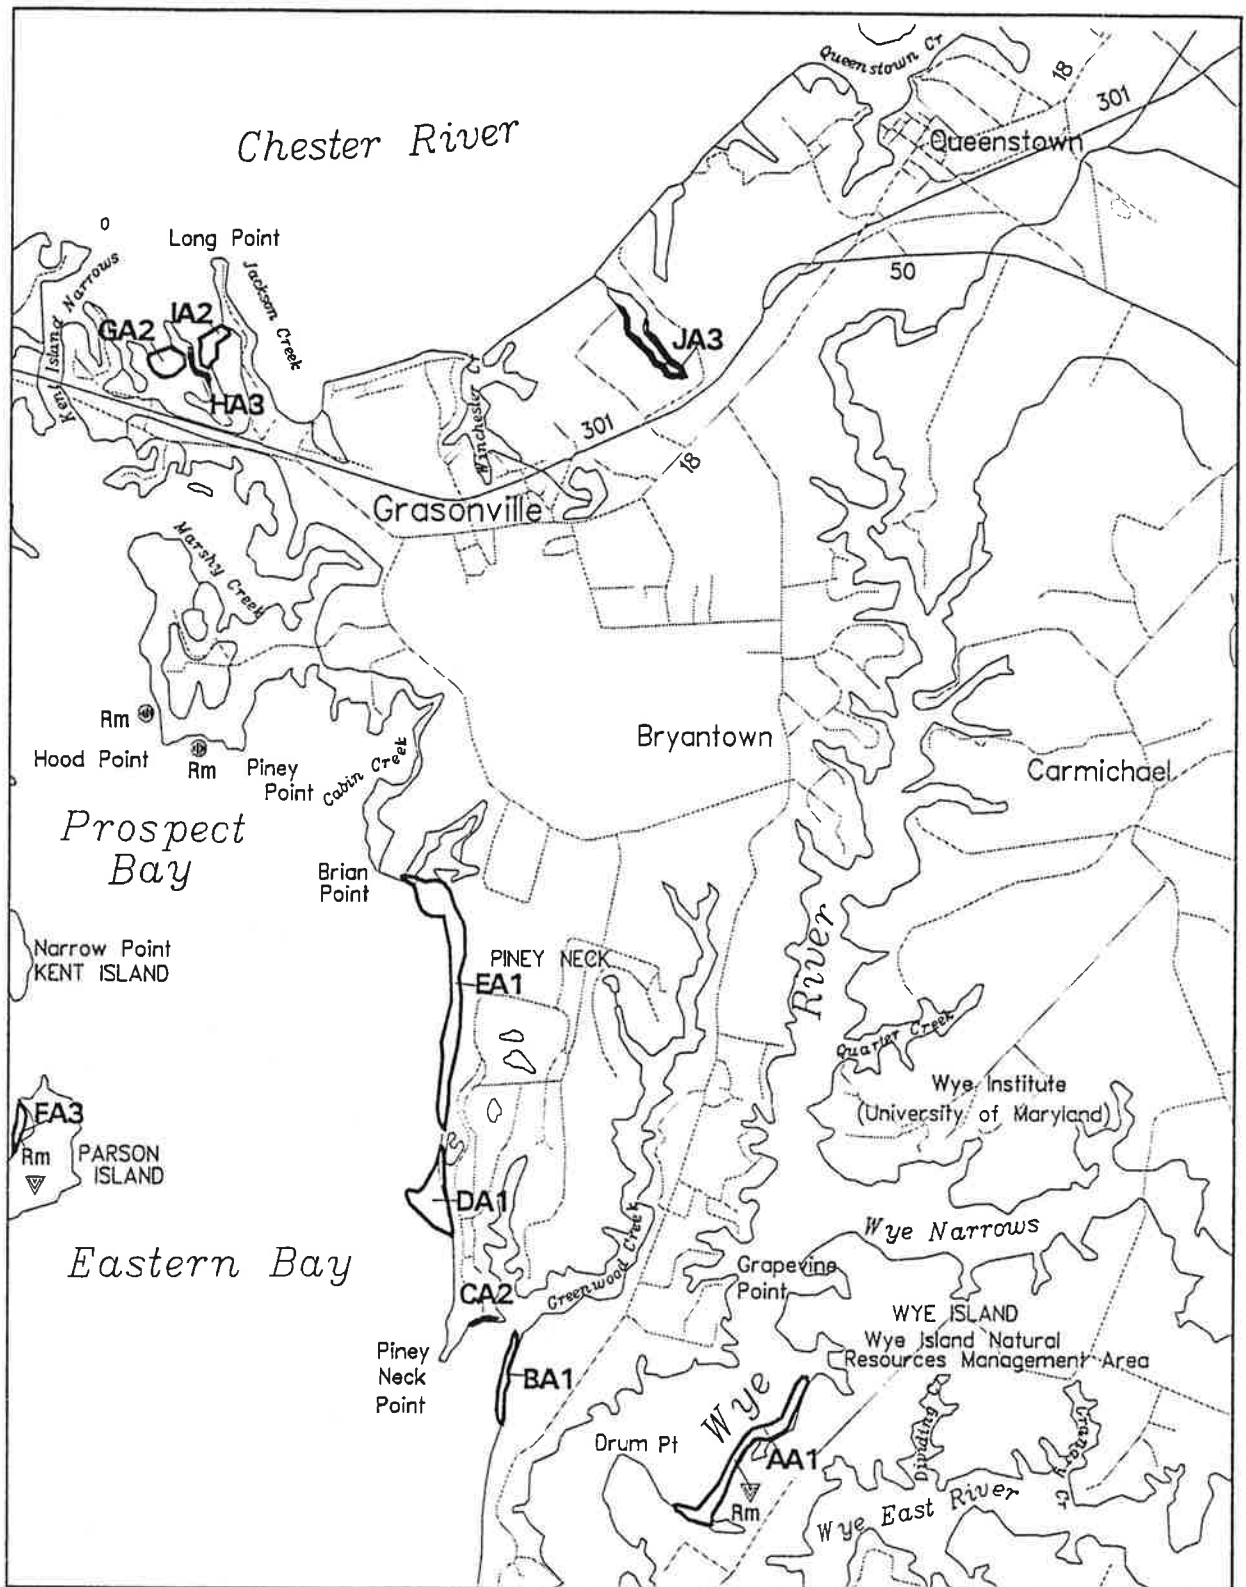 Queenstown Cr
18
301
Chester River
Queenstown
O
Long Point
Kent Island Narrows
Jackson Creek
50
IA2
GA2
JA3
HA3
Winchester Cr
301
18
Grasonville
Marshy Creek
Rm
Hood Point
Rm
Piney
Point
Cabin Creek
Bryantown
Carmichael
Prospect
Bay
Brian
Point
River
Narrow Point
KENT ISLAND
PINEY NECK
EA1
Quarter Creek
Wye Institute
(University of Maryland)
EA3
Rm
PARSON
ISLAND
DA1
Wye Narrows
Eastern Bay
Greenwood Creek
Grapevine
Point
CA2
WYE ISLAND
Wye Island Natural
Resources Management Area
Piney
Neck
Point
BA1
Wye
Dividing Cr
Granary Cr
Drum Pt
AA1
Rm
Wye East River